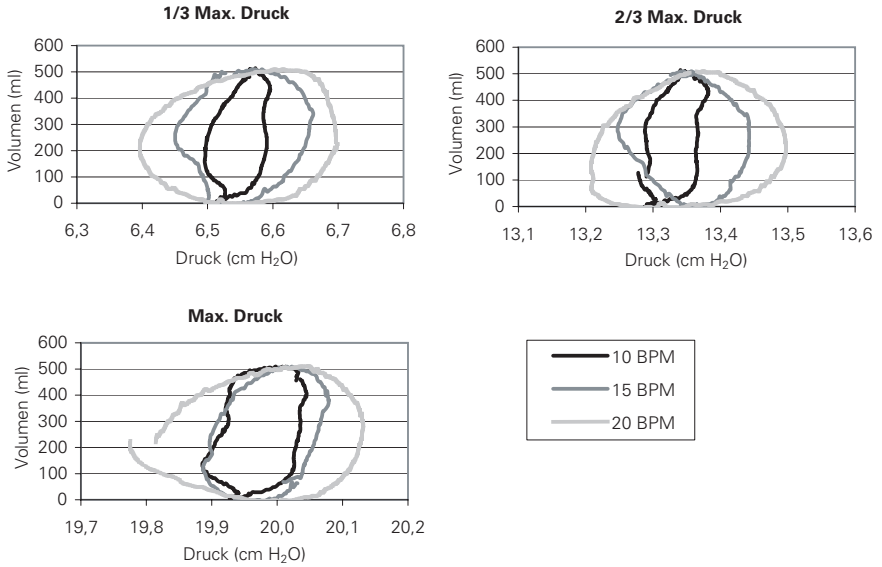 1/3 Max. Druck
600
500
400
300
200
100
0
Volumen (ml)
6,3 6,4 6,5 6,6 6,7 6,8
Druck (cm H₂O)
2/3 Max. Druck
600
500
400
300
200
100
0
Volumen (ml)
13,1 13,2 13,3 13,4 13,5 13,6
Druck (cm H₂O)
Max. Druck
600
500
400
300
200
100
0
Volumen (ml)
19,7 19,8 19,9 20,0 20,1 20,2
Druck (cm H₂O)
10 BPM
15 BPM
20 BPM